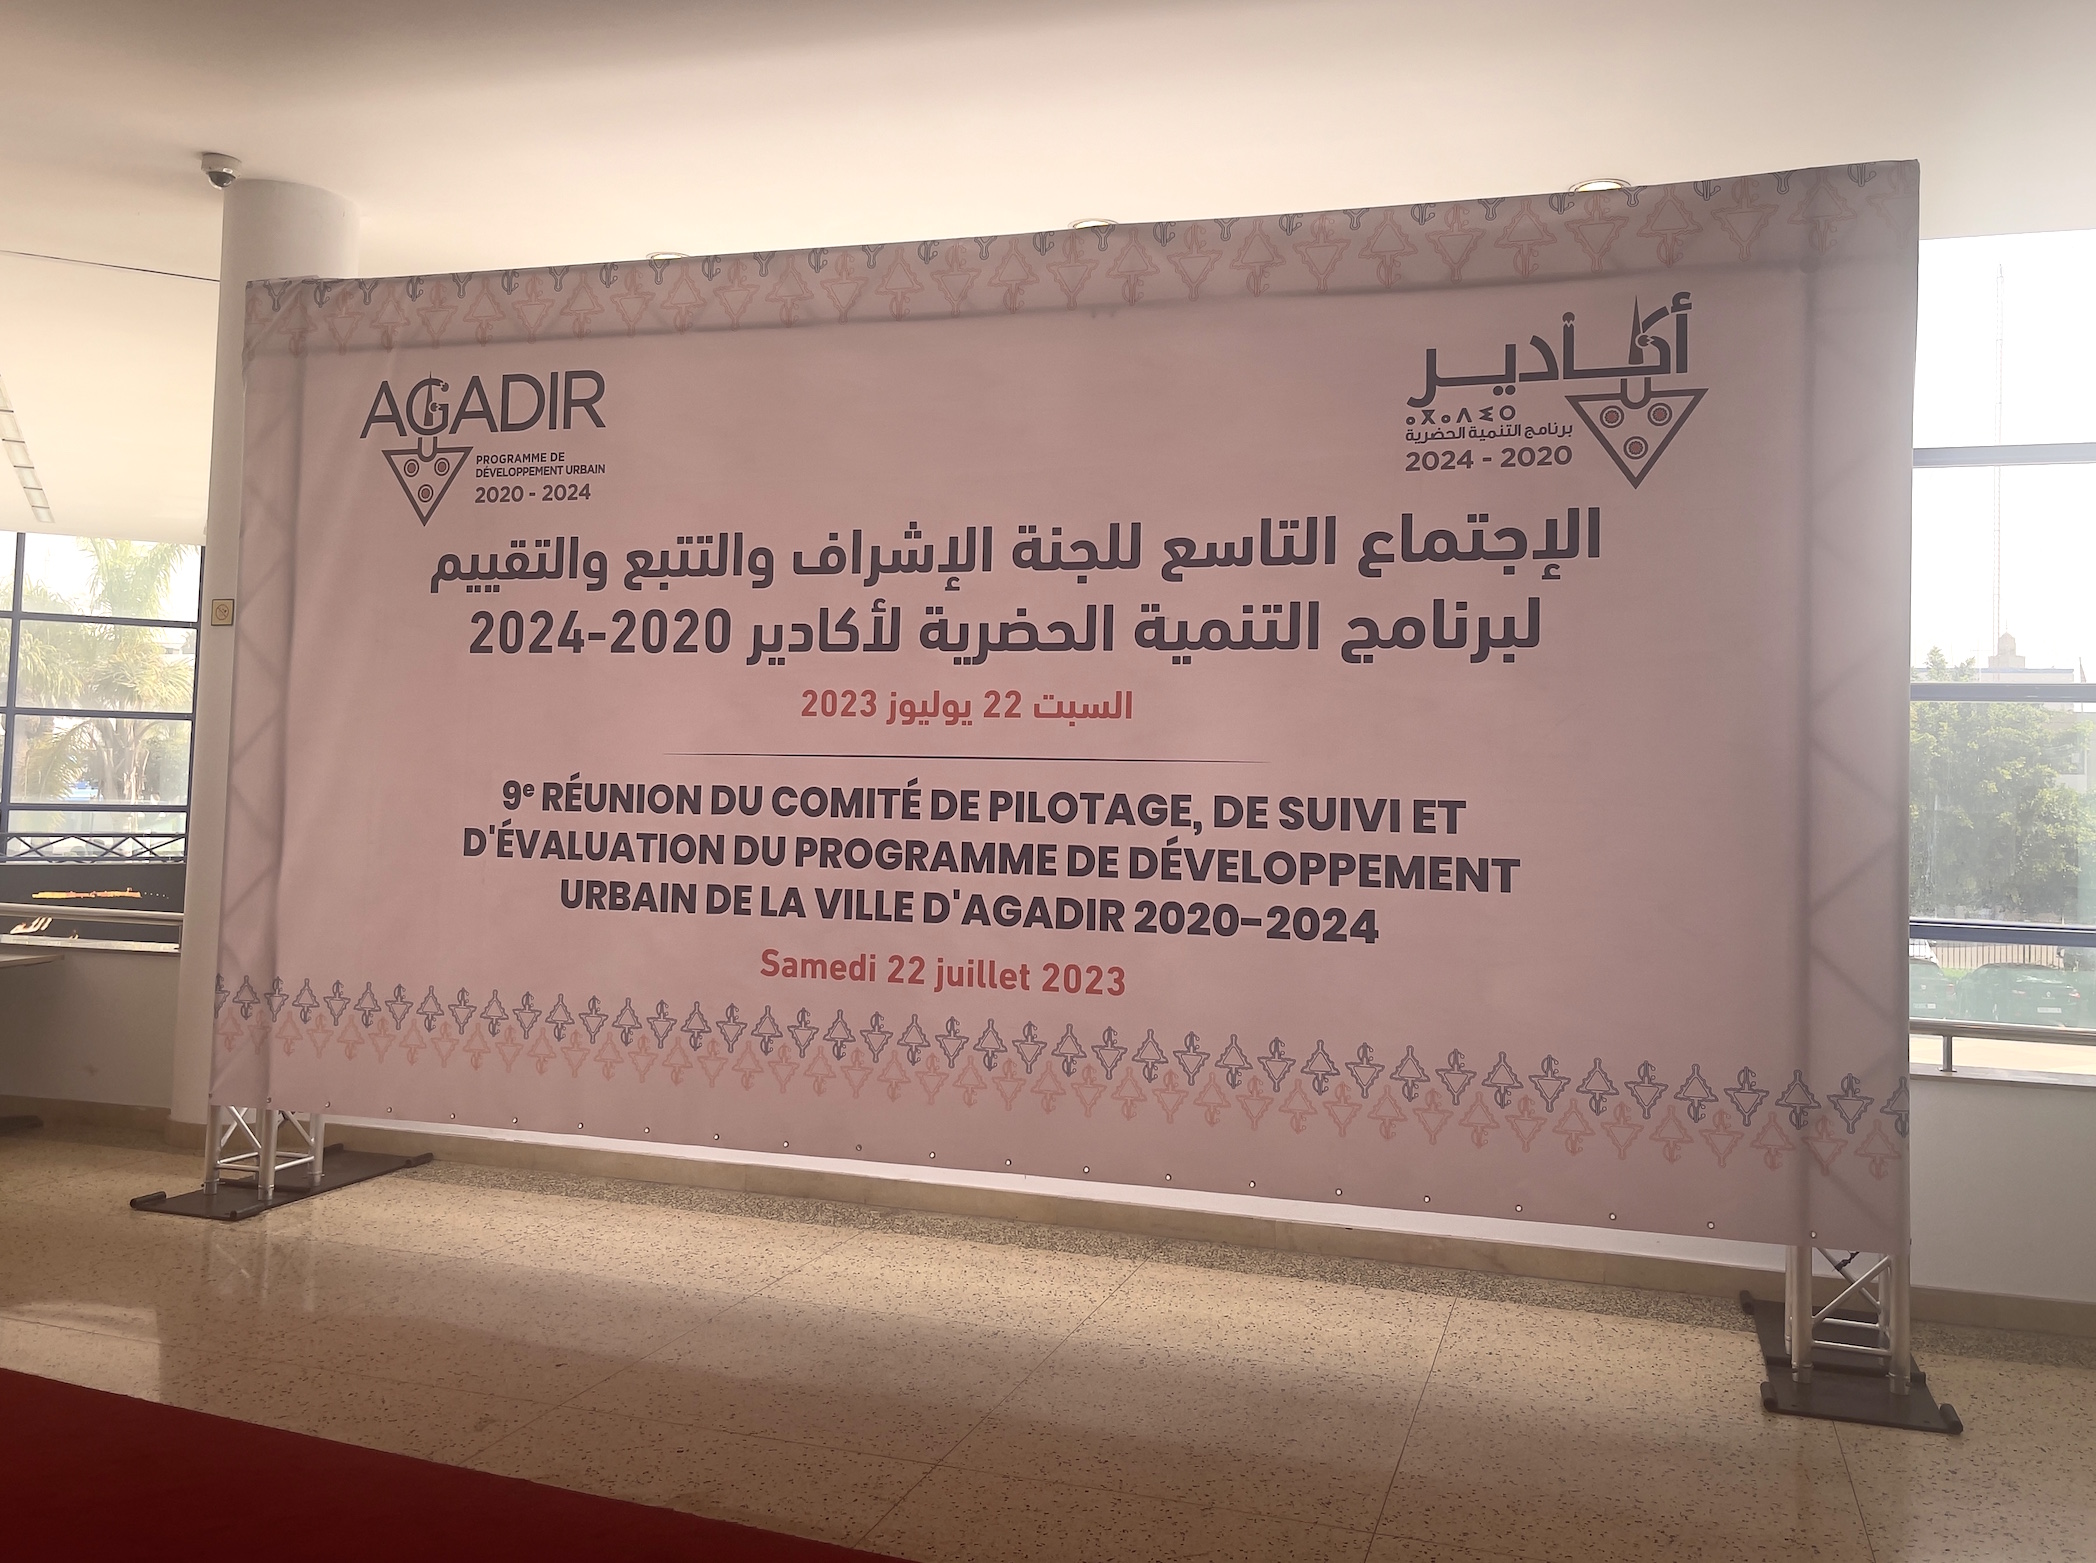 AGADIR
PROGRAMME DE
DÉVELOPPEMENT URBAIN
2020 - 2024
أكادير
ⴰⴳⴰⴷⵉⵔ
برنامج التنمية الحضرية
2020 - 2024
الإجتماع التاسع للجنة الإشراف والتتبع والتقييم
لبرنامج التنمية الحضرية لأكادير 2020-2024
السبت 22 يوليوز 2023
9e RÉUNION DU COMITÉ DE PILOTAGE, DE SUIVI ET
D'ÉVALUATION DU PROGRAMME DE DÉVELOPPEMENT
URBAIN DE LA VILLE D'AGADIR 2020-2024
Samedi 22 juillet 2023